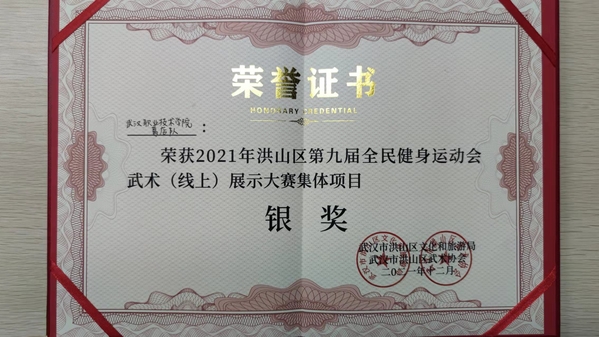 荣誉证书
HONORARY CREDENTIAL
武汉职业技术学院
葛店队：
荣获2021年洪山区第九届全民健身运动会
武术（线上）展示大赛集体项目
银奖
武汉市洪山区文化和旅游局
武汉市洪山区武术协会
二〇二一年十二月